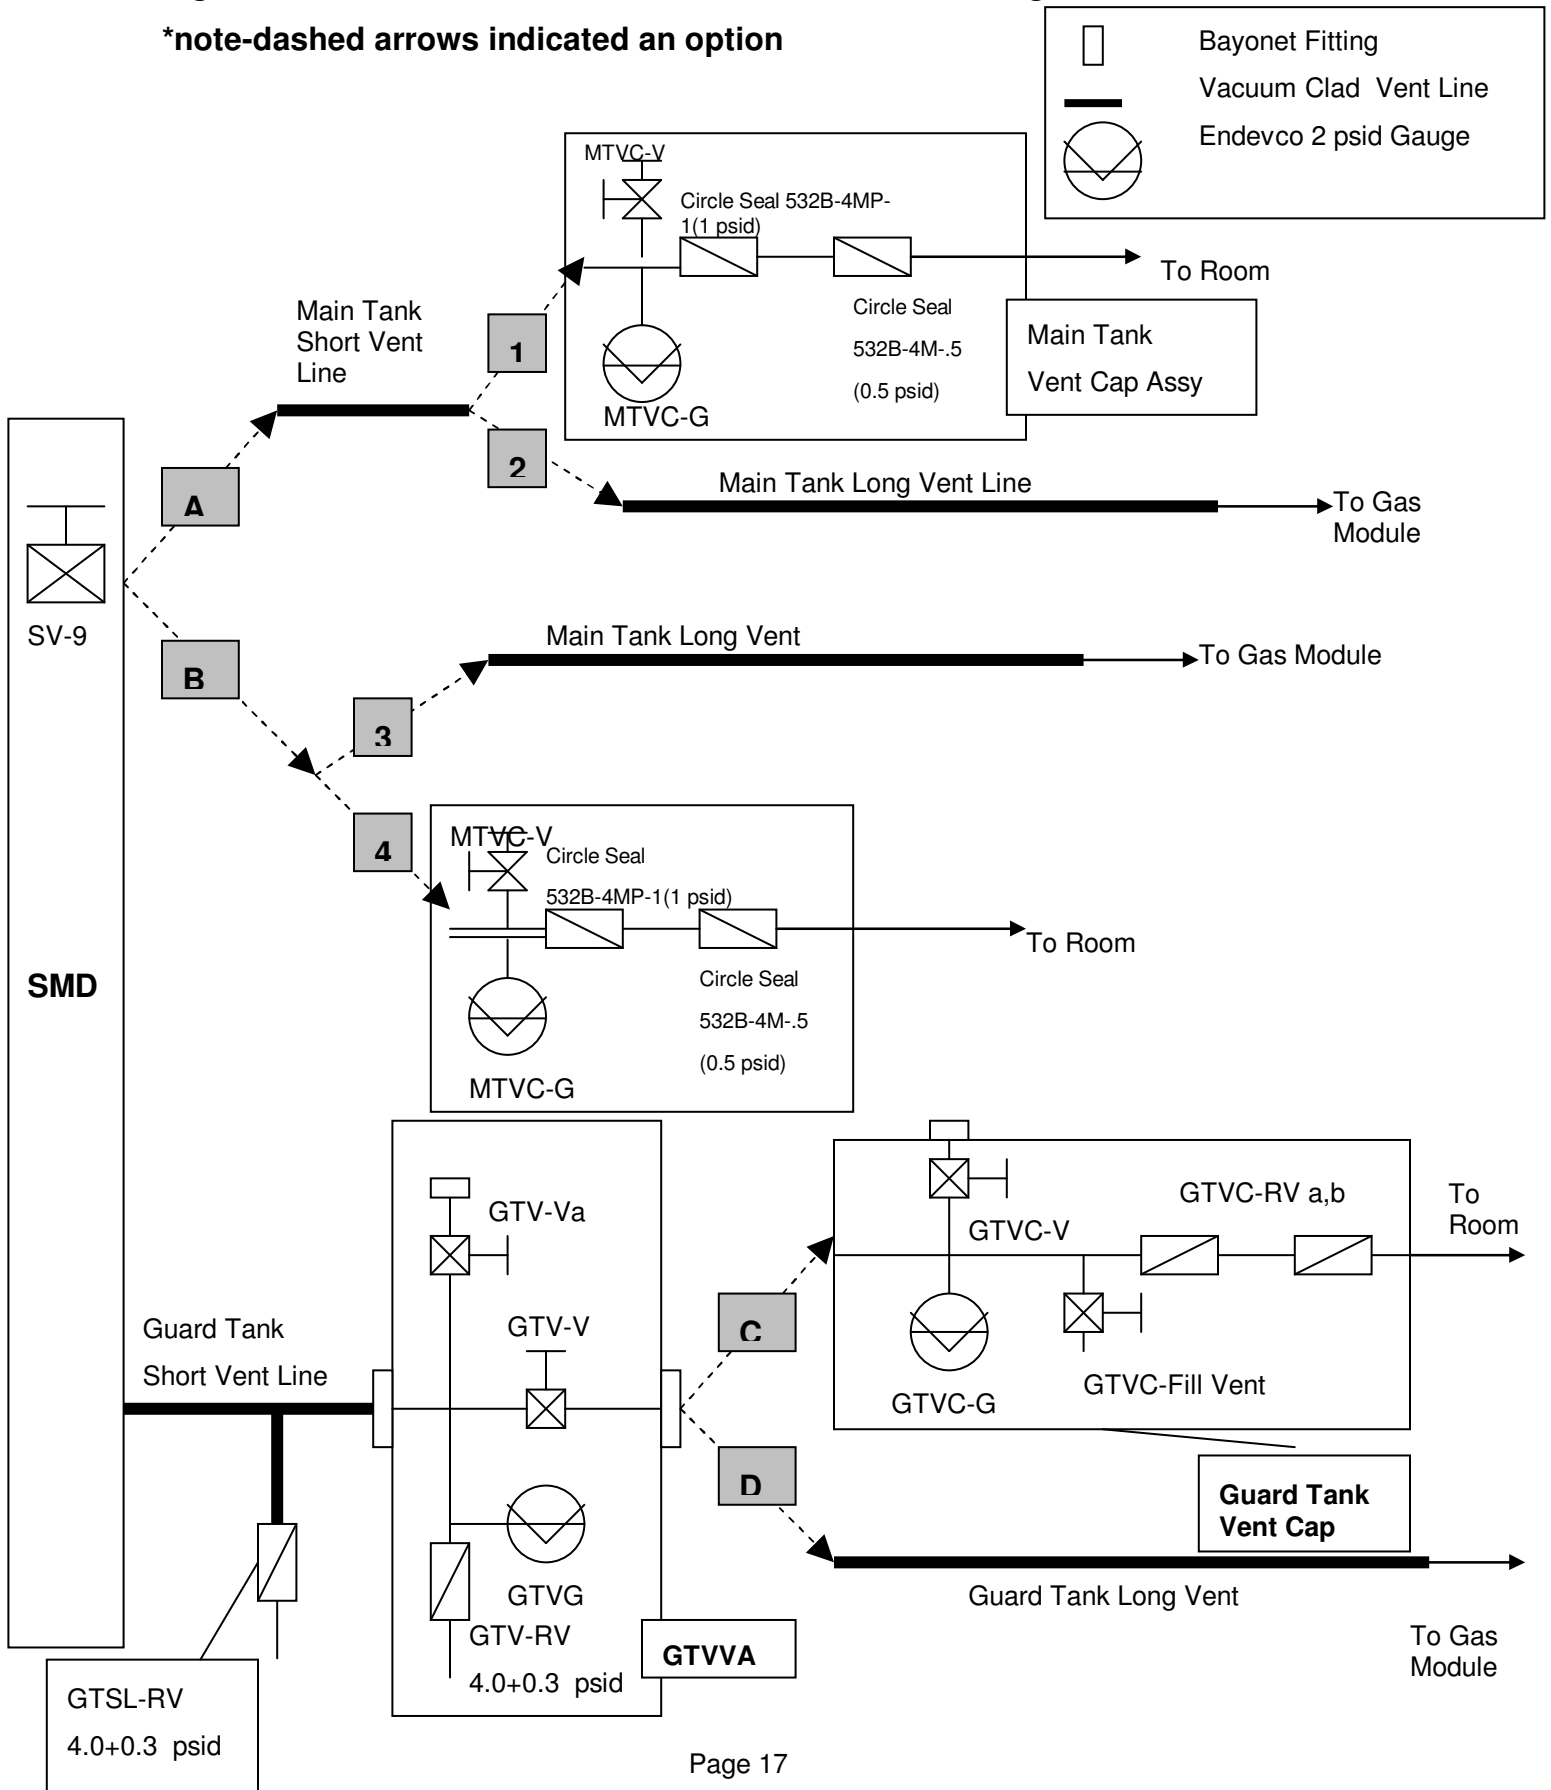 *note-dashed arrows indicated an option
Bayonet Fitting
Vacuum Clad Vent Line
Endevco 2 psid Gauge
MTVC-V
Circle Seal 532B-4MP-
1(1 psid)
To Room
Main Tank
Short Vent
Line
1
Circle Seal
532B-4M-.5
(0.5 psid)
Main Tank
Vent Cap Assy
MTVC-G
2
A
Main Tank Long Vent Line
To Gas
Module
SV-9
B
Main Tank Long Vent
To Gas Module
3
4
MTVC-V
Circle Seal
532B-4MP-1(1 psid)
To Room
SMD
Circle Seal
532B-4M-.5
(0.5 psid)
MTVC-G
GTV-Va
GTVC-V
GTVC-RV a,b
To
Room
Guard Tank
Short Vent Line
GTV-V
C
GTVC-G
GTVC-Fill Vent
D
Guard Tank
Vent Cap
GTVG
Guard Tank Long Vent
GTV-RV
4.0+0.3 psid
GTVVA
To Gas
Module
GTSL-RV
4.0+0.3 psid
Page 17